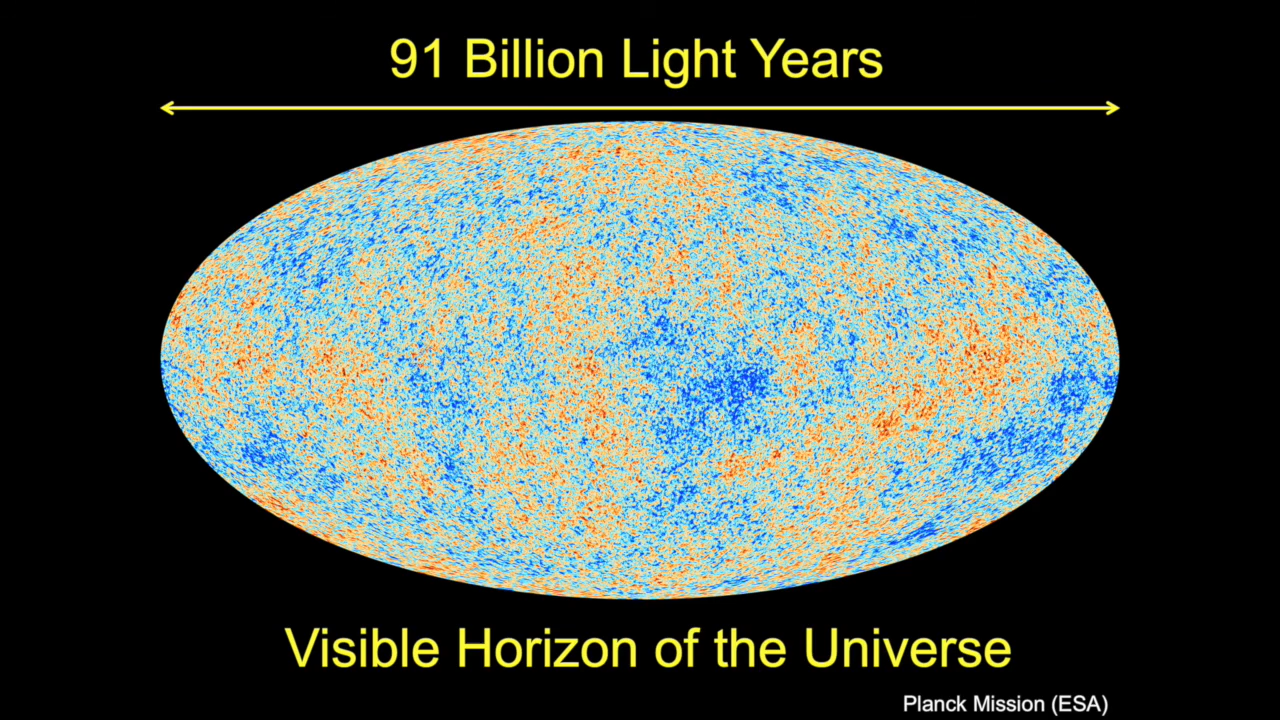 91 Billion Light Years
Visible Horizon of the Universe
Planck Mission (ESA)